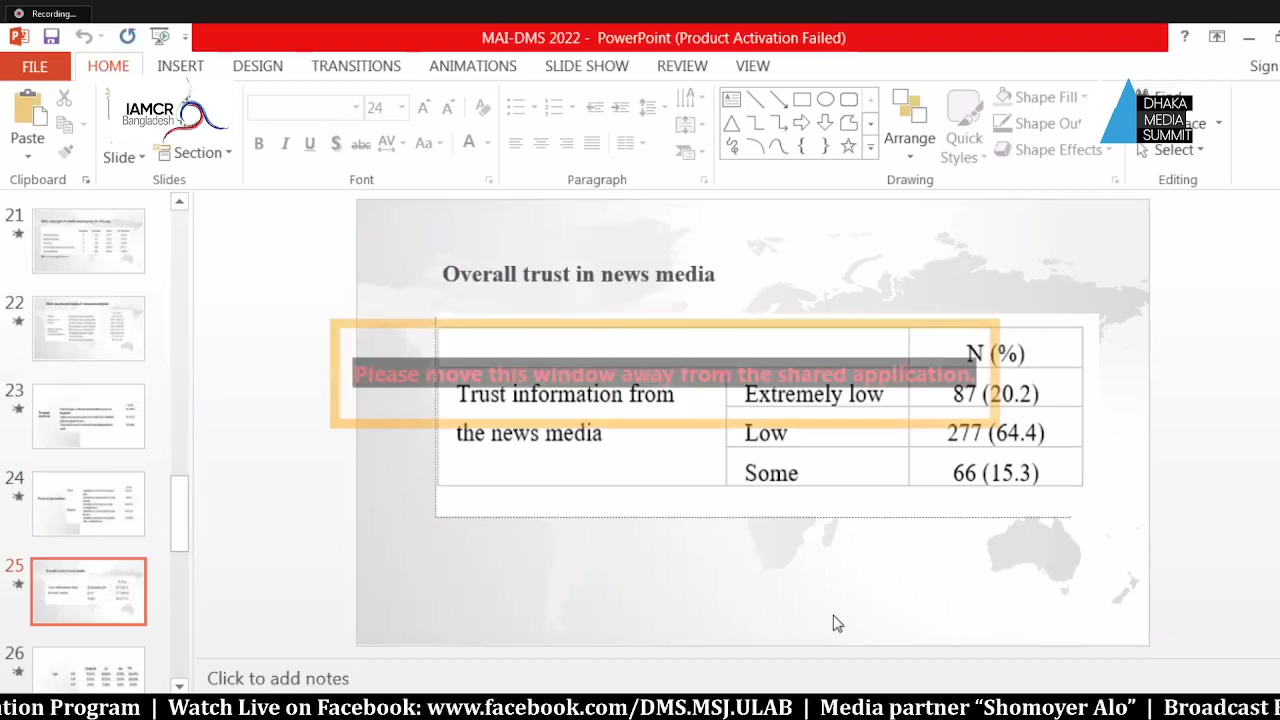 Recording...
MAI-DMS 2022 - PowerPoint (Product Activation Failed)
FILE HOME INSERT DESIGN TRANSITIONS ANIMATIONS SLIDE SHOW REVIEW VIEW Sign
Paste
IAMCR
Bangladesh
Slide
Section
24
Arrange
Quick
Styles
Shape Fill
Shape Out
Shape Effects
DHAKA
MEDIA
SUMMIT
Select
Clipboard Slides Font Paragraph Drawing Editing
21
22
23
24
25
26
Overall trust in news media
N (%)
Please move this window away from the shared application.
Trust information from Extremely low 87 (20.2)
the news media Low 277 (64.4)
Some 66 (15.3)
Click to add notes
ation Program | Watch Live on Facebook: www.facebook.com/DMS.MSJ.ULAB | Media partner “Shomoyer Alo” | Broadcast